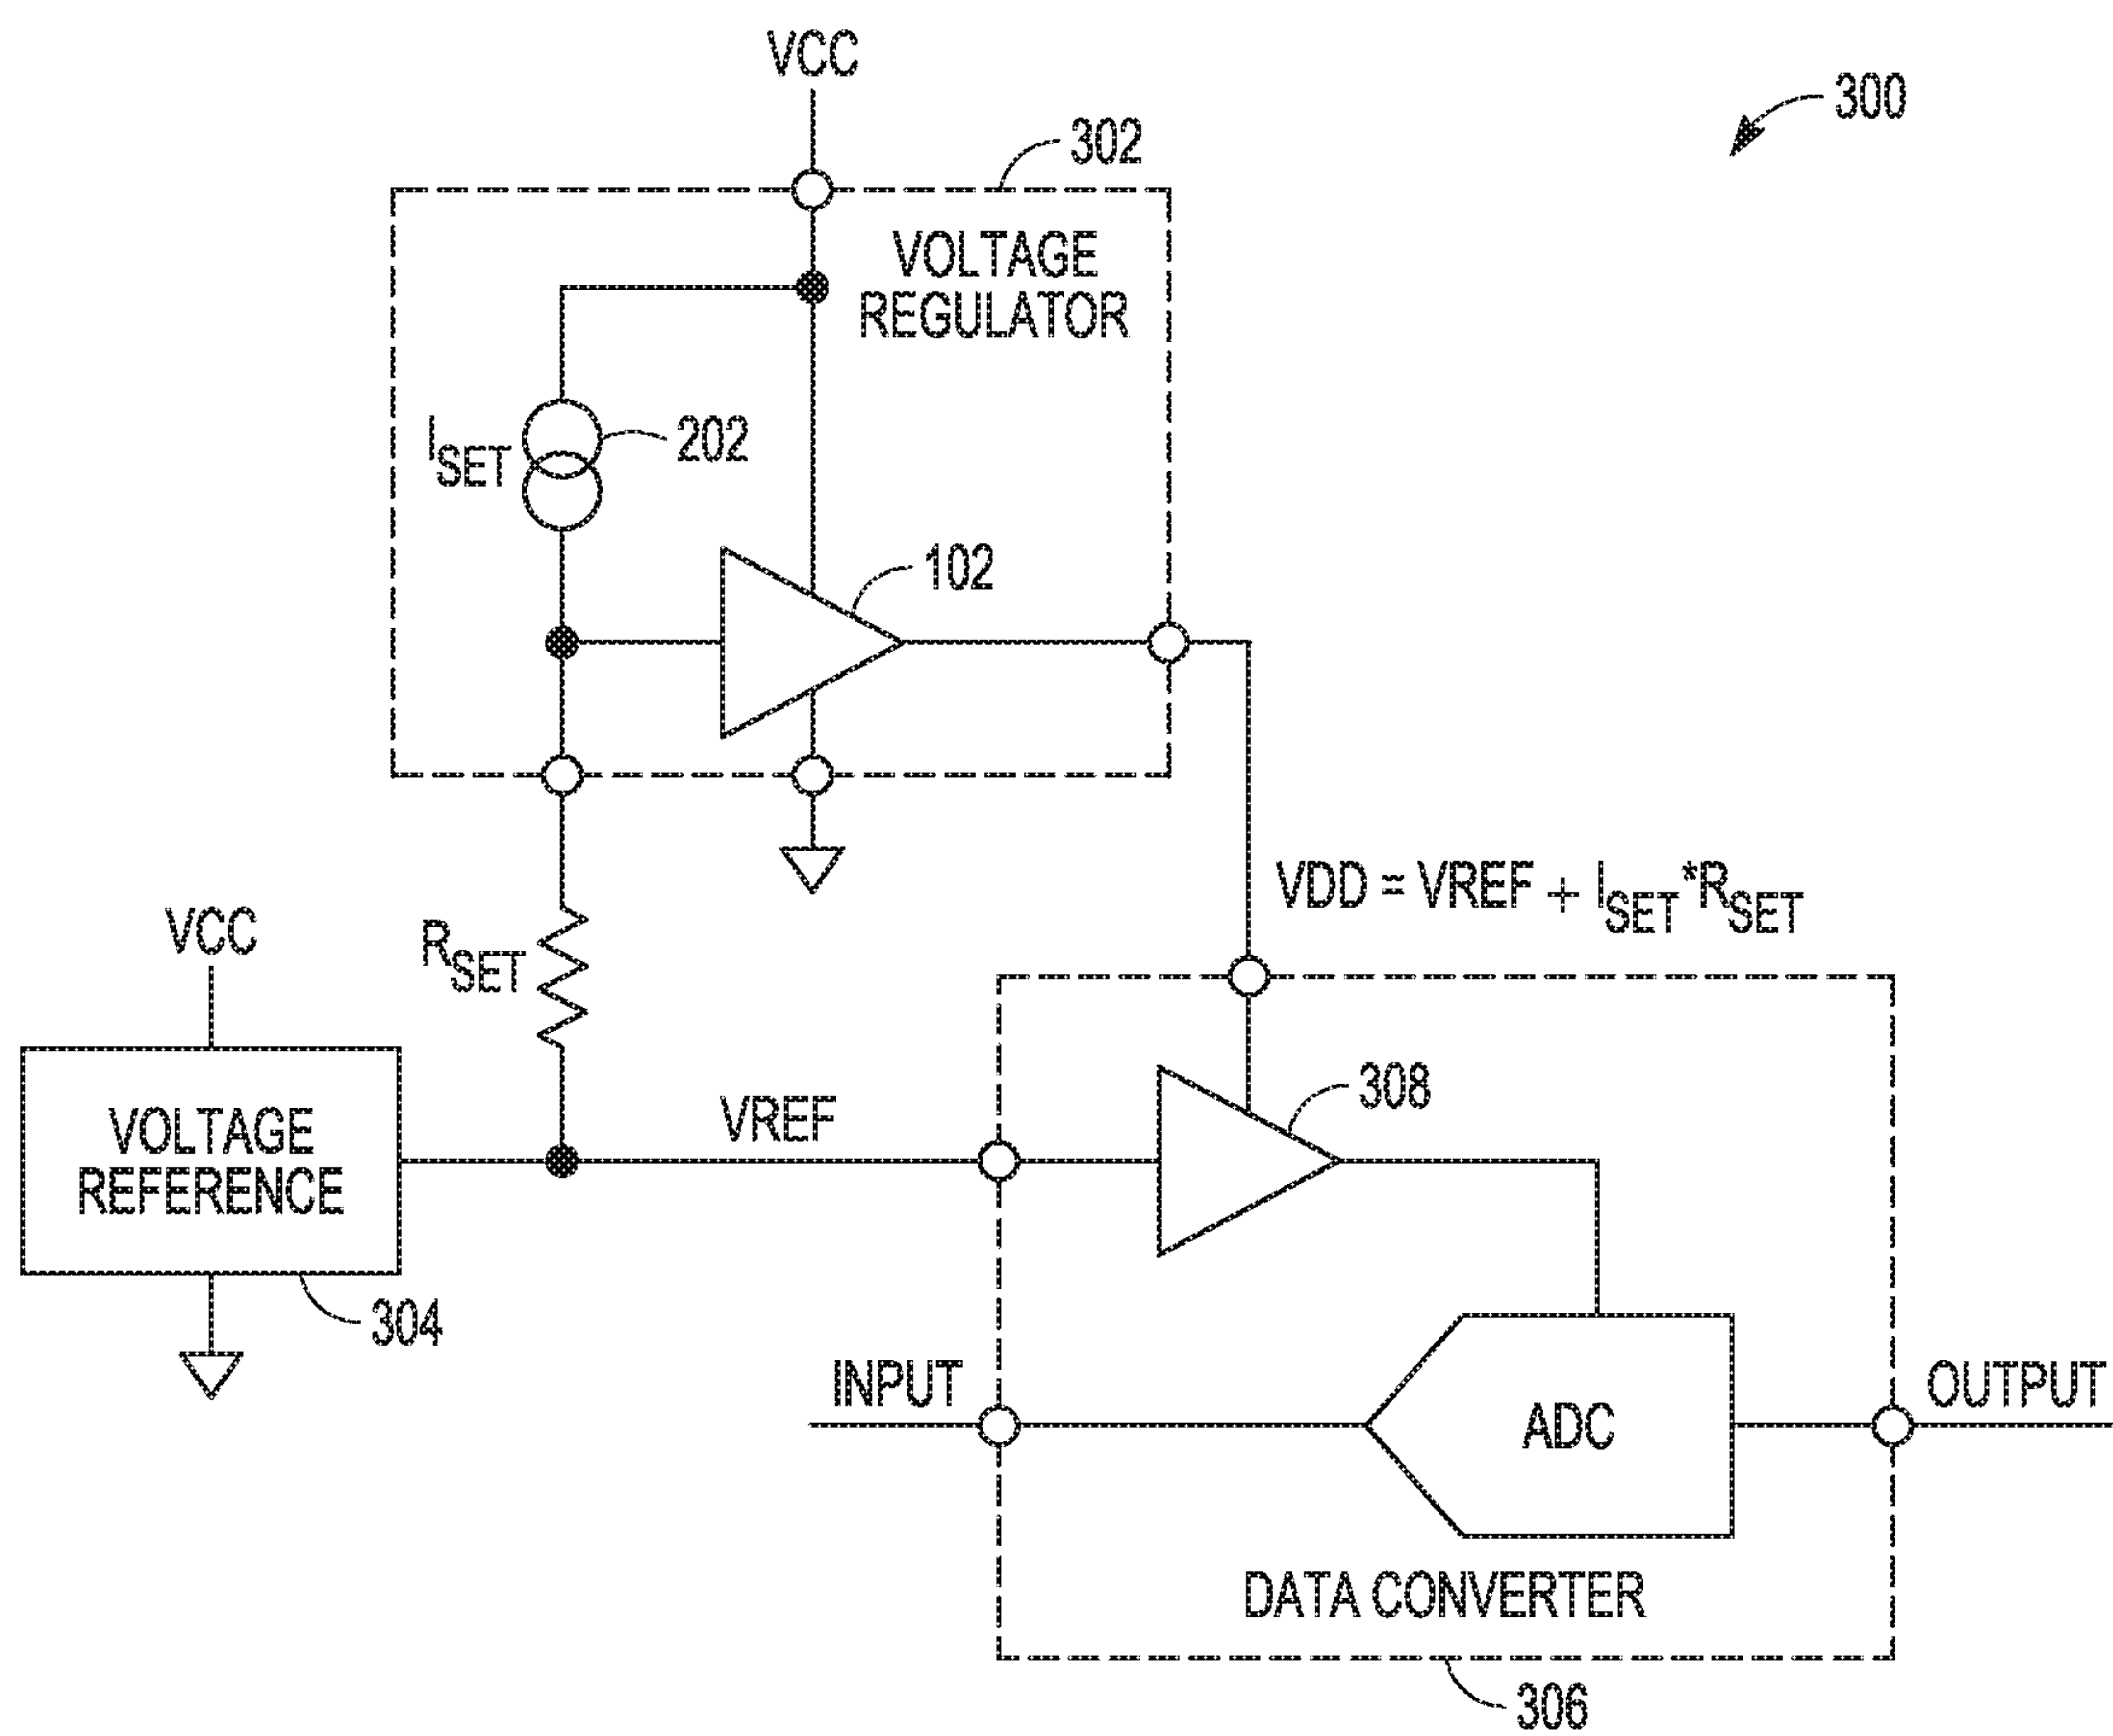 VCC
300
302
VOLTAGE
REGULATOR
ISET
202
102
VDD = VREF + ISET*RSET
VCC
RSET
VOLTAGE
REFERENCE
VREF
308
304
INPUT
ADC
OUTPUT
DATA CONVERTER
306